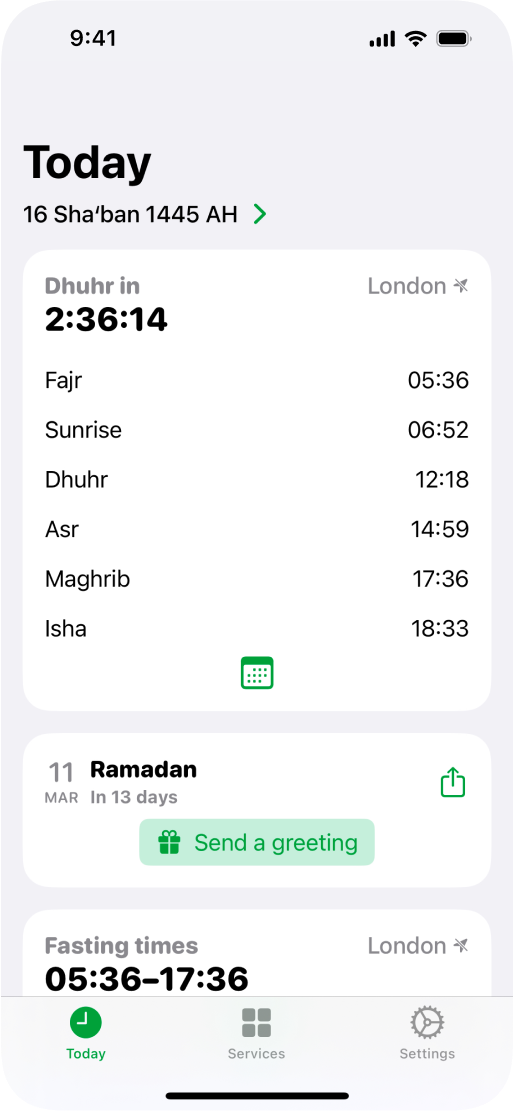 9:41
Today
16 Sha‘ban 1445 AH
Dhuhr in London
2:36:14
Fajr 05:36
Sunrise 06:52
Dhuhr 12:18
Asr 14:59
Maghrib 17:36
Isha 18:33
11 Ramadan
MAR In 13 days
Send a greeting
Fasting times London
05:36–17:36
Today Services Settings